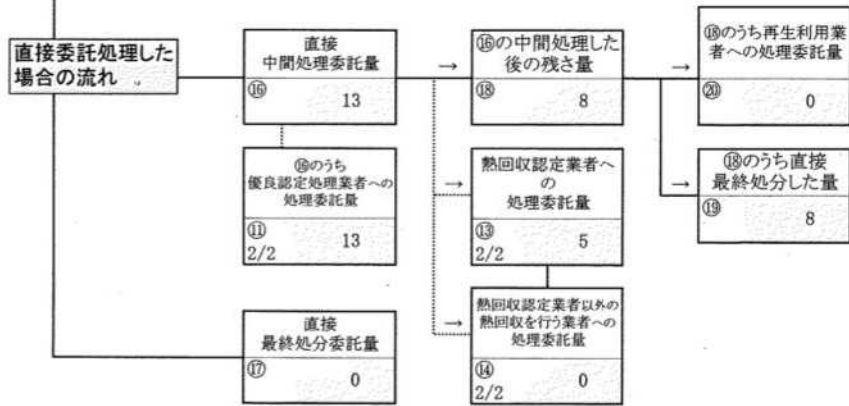 直接委託処理した
場合の流れ
直接
中間処理委託量
⑯
13
→
⑯の中間処理した
後の残さ量
⑱
8
→
⑱のうち再生利用業
者への処理委託量
⑳
0
⑯のうち
優良認定処理業者への
処理委託量
⑪
2/2
13
→
熱回収認定業者へ
の
処理委託量
⑬
2/2
5
→
⑱のうち直接
最終処分した量
⑲
8
直接
最終処分委託量
⑰
0
→
熱回収認定業者以外の
熱回収を行う業者への
処理委託量
⑭
2/2
0